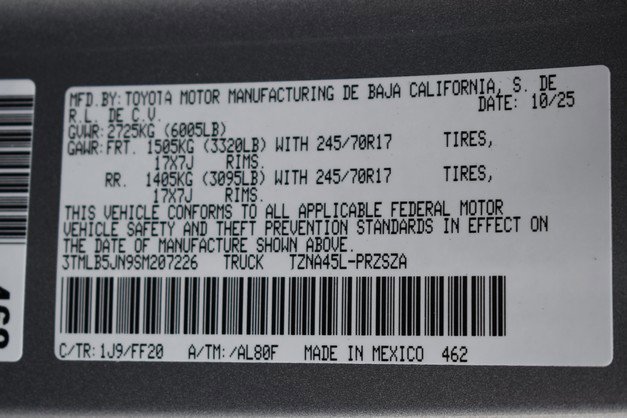 MFD.BY:TOYOTA MOTOR MANUFACTURING DE BAJA CALIFORNIA, S. DE
R.L. DE C.V. DATE: 10/25
GVWR:2725KG (6005LB)
GAWR:FRT. 1505KG (3320LB) WITH 245/70R17 TIRES,
17X7J RIMS.
RR. 1405KG (3095LB) WITH 245/70R17 TIRES,
17X7J RIMS.
THIS VEHICLE CONFORMS TO ALL APPLICABLE FEDERAL MOTOR
VEHICLE SAFETY AND THEFT PREVENTION STANDARDS IN EFFECT ON
THE DATE OF MANUFACTURE SHOWN ABOVE.
3TMLB5JN9SM207226 TRUCK TZNA45L-PRZSZA
C/TR:1J9/FF20 A/TM:/AL80F MADE IN MEXICO 462